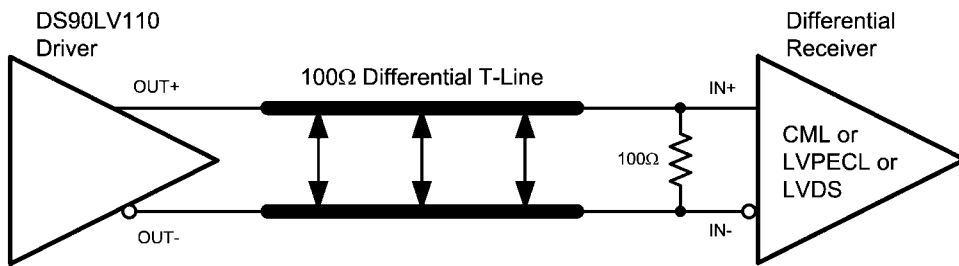 DS90LV110
Driver
Differential
Receiver
100Ω Differential T-Line
OUT+
IN+
100Ω
CML or
LVPECL or
LVDS
OUT-
IN-